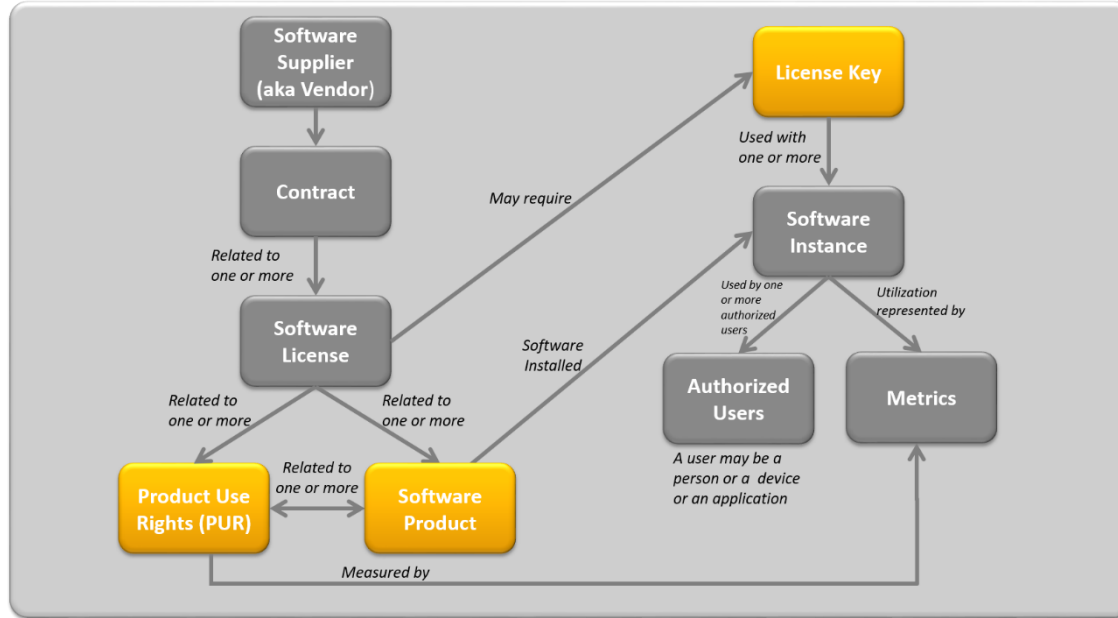 Software
Supplier
(aka Vendor)
Contract
Related to
one or more
Software
License
Related to
one or more
Related to
one or more
Product Use
Rights (PUR)
Related to
one or more
Software
Product
Measured by
May require
Software
Installed
License Key
Used with
one or more
Software
Instance
Used by one
or more
authorized
users
Utilization
represented by
Authorized
Users
Metrics
A user may be a
person or a device
or an application